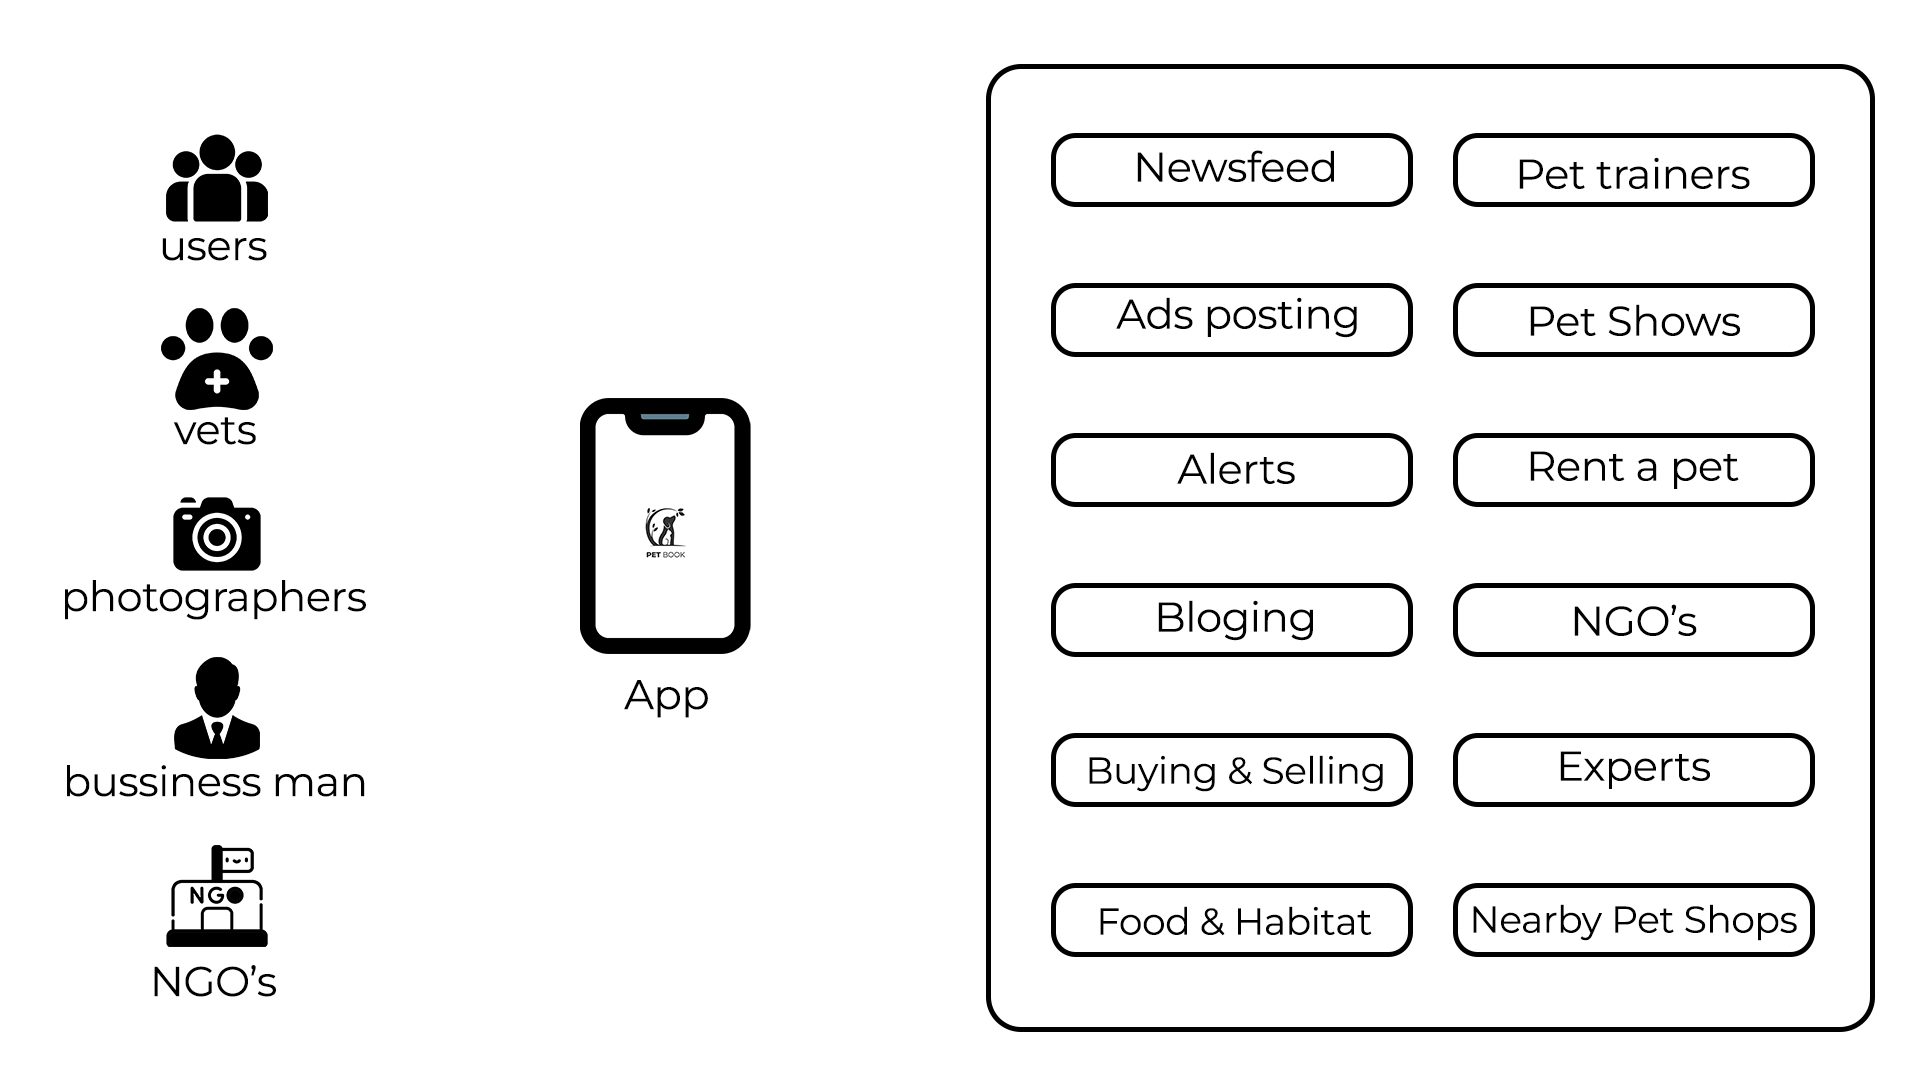 users
vets
photographers
bussiness man
NGO
NGO's
PET BOOK
App
Newsfeed
Pet trainers
Ads posting
Pet Shows
Alerts
Rent a pet
Bloging
NGO’s
Buying & Selling
Experts
Food & Habitat
Nearby Pet Shops